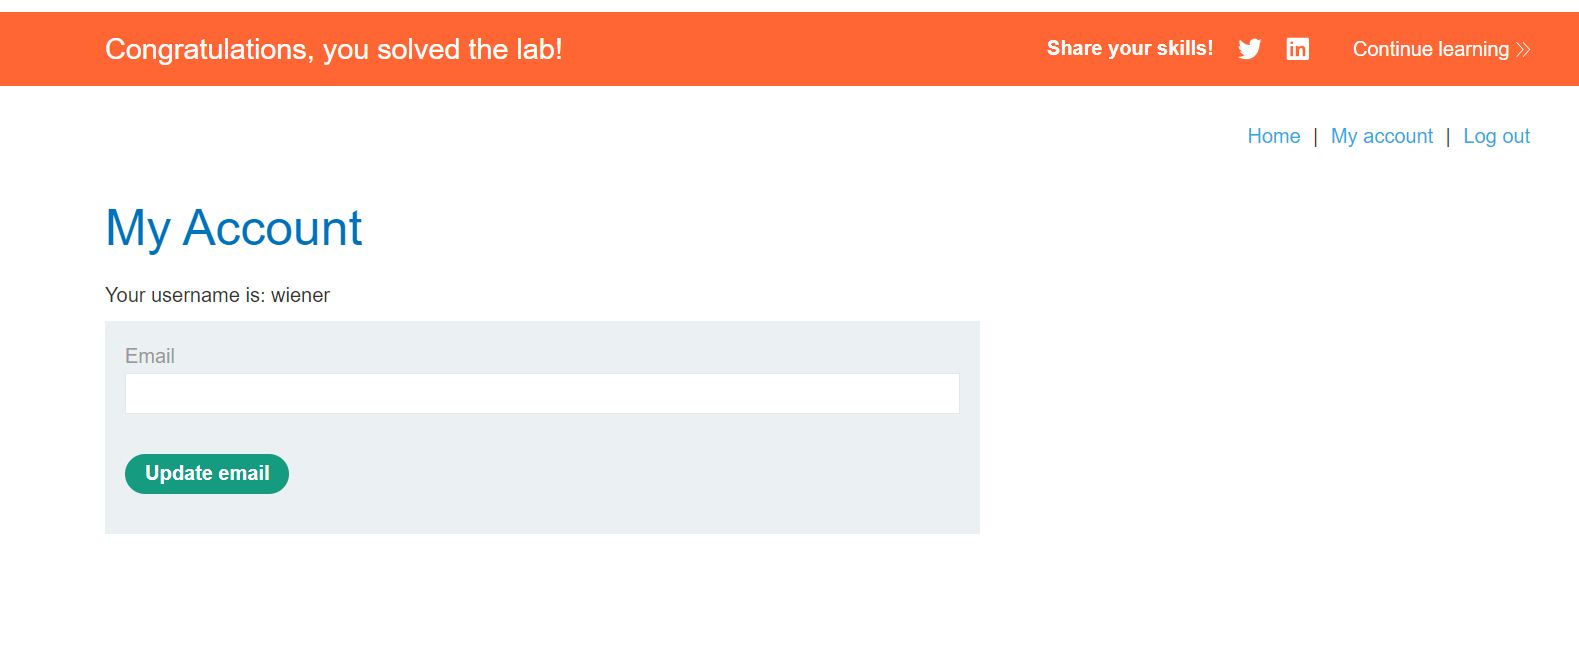 Congratulations, you solved the lab!
Share your skills! in Continue learning >>
Home | My account | Log out
My Account
Your username is: wiener
Email
Update email